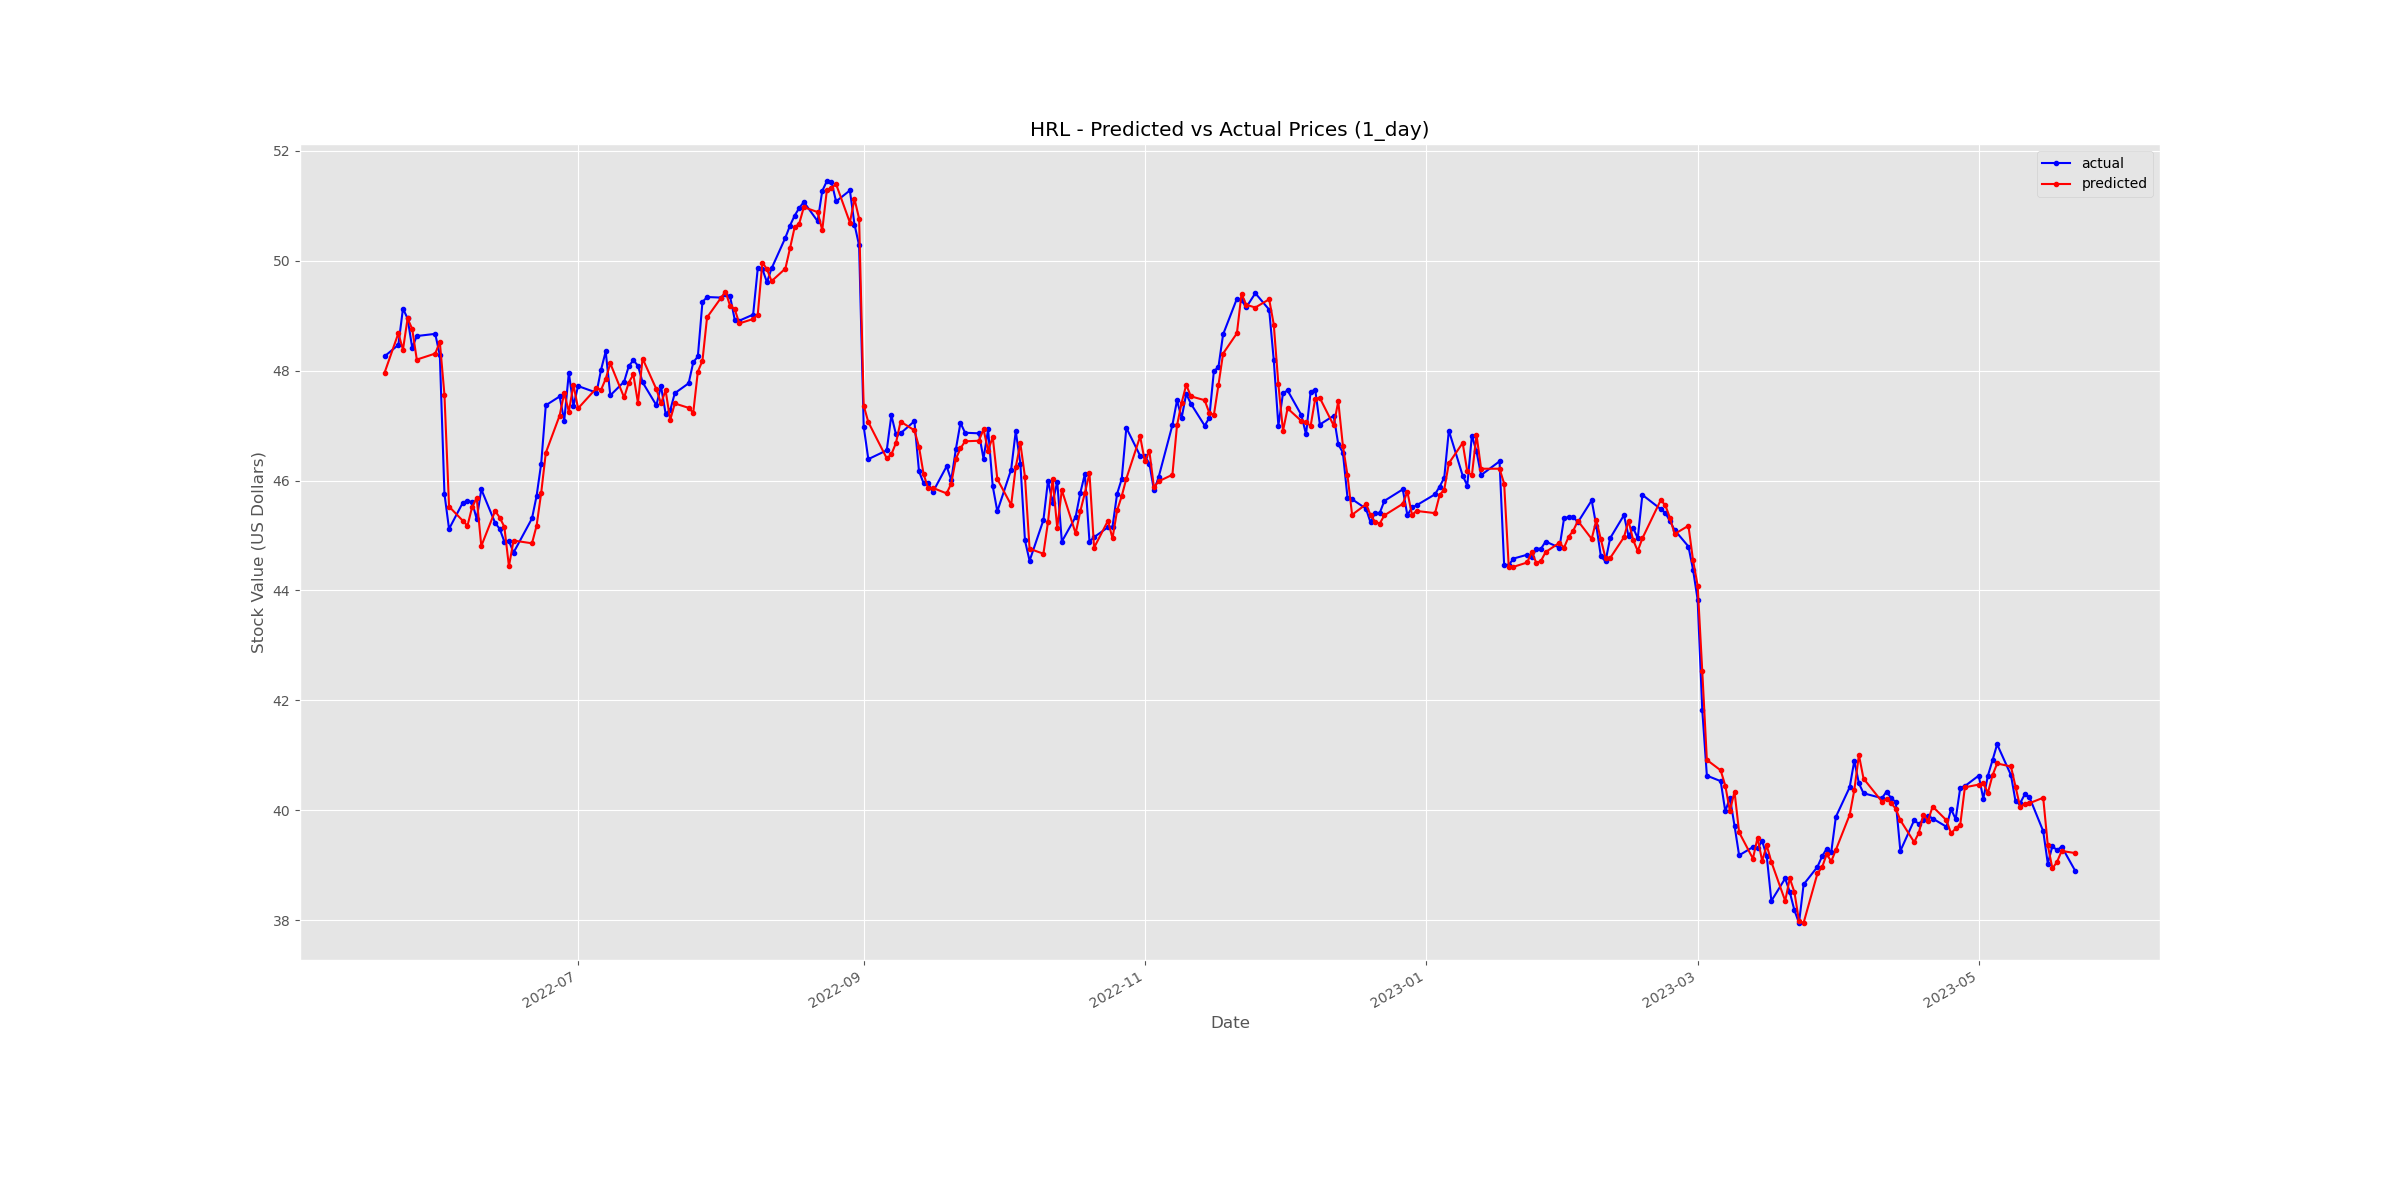 HRL - Predicted vs Actual Prices (1_day)
actual
predicted
Stock Value (US Dollars)
52
50
48
46
44
42
40
38
2022-07
2022-09
2022-11
2023-01
2023-03
2023-05
Date